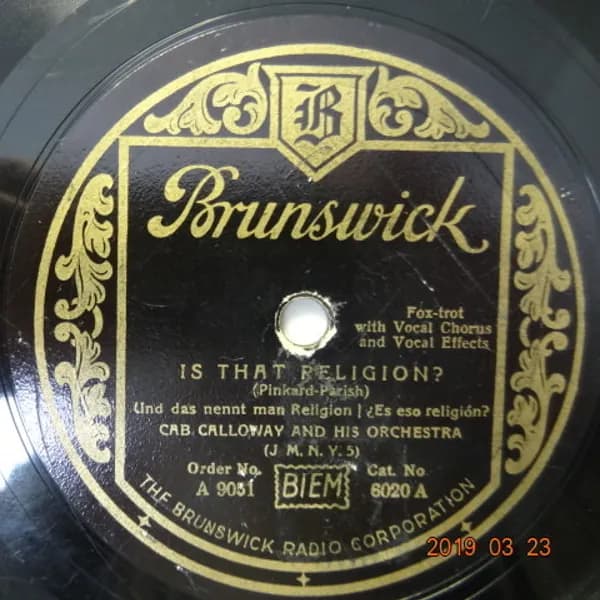 B
Brunswick
Fox-trot
with Vocal Chorus
and Vocal Effects
IS THAT RELIGION?
(Pinkard-Parish)
Und das nennt man Religion | ¿Es eso religión?
CAB CALLOWAY AND HIS ORCHESTRA
(J M. N. Y. 5)
Order No. BIEM Cat. No
A 9051 6020 A
THE BRUNSWICK RADIO CORPORATION
2019 03 23